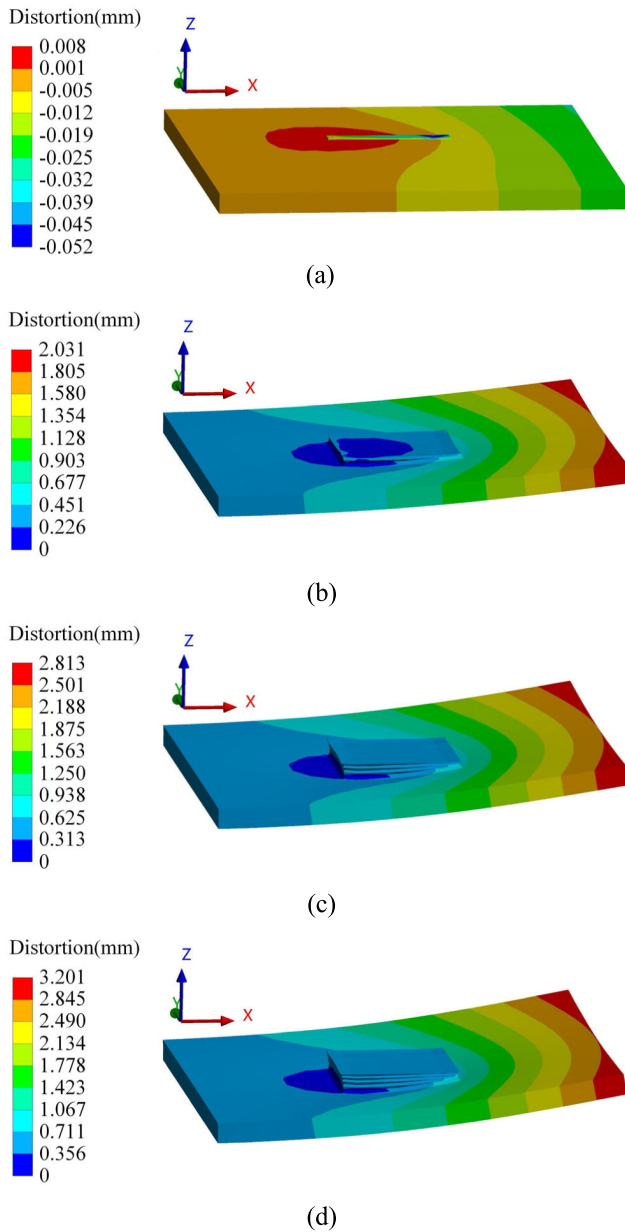 Distortion(mm)
0.008
0.001
-0.005
-0.012
-0.019
-0.025
-0.032
-0.039
-0.045
-0.052
Z
Y
X
(a)
Distortion(mm)
2.031
1.805
1.580
1.354
1.128
0.903
0.677
0.451
0.226
0
Z
Y
X
(b)
Distortion(mm)
2.813
2.501
2.188
1.875
1.563
1.250
0.938
0.625
0.313
0
Z
Y
X
(c)
Distortion(mm)
3.201
2.845
2.490
2.134
1.778
1.423
1.067
0.711
0.356
0
Z
Y
X
(d)